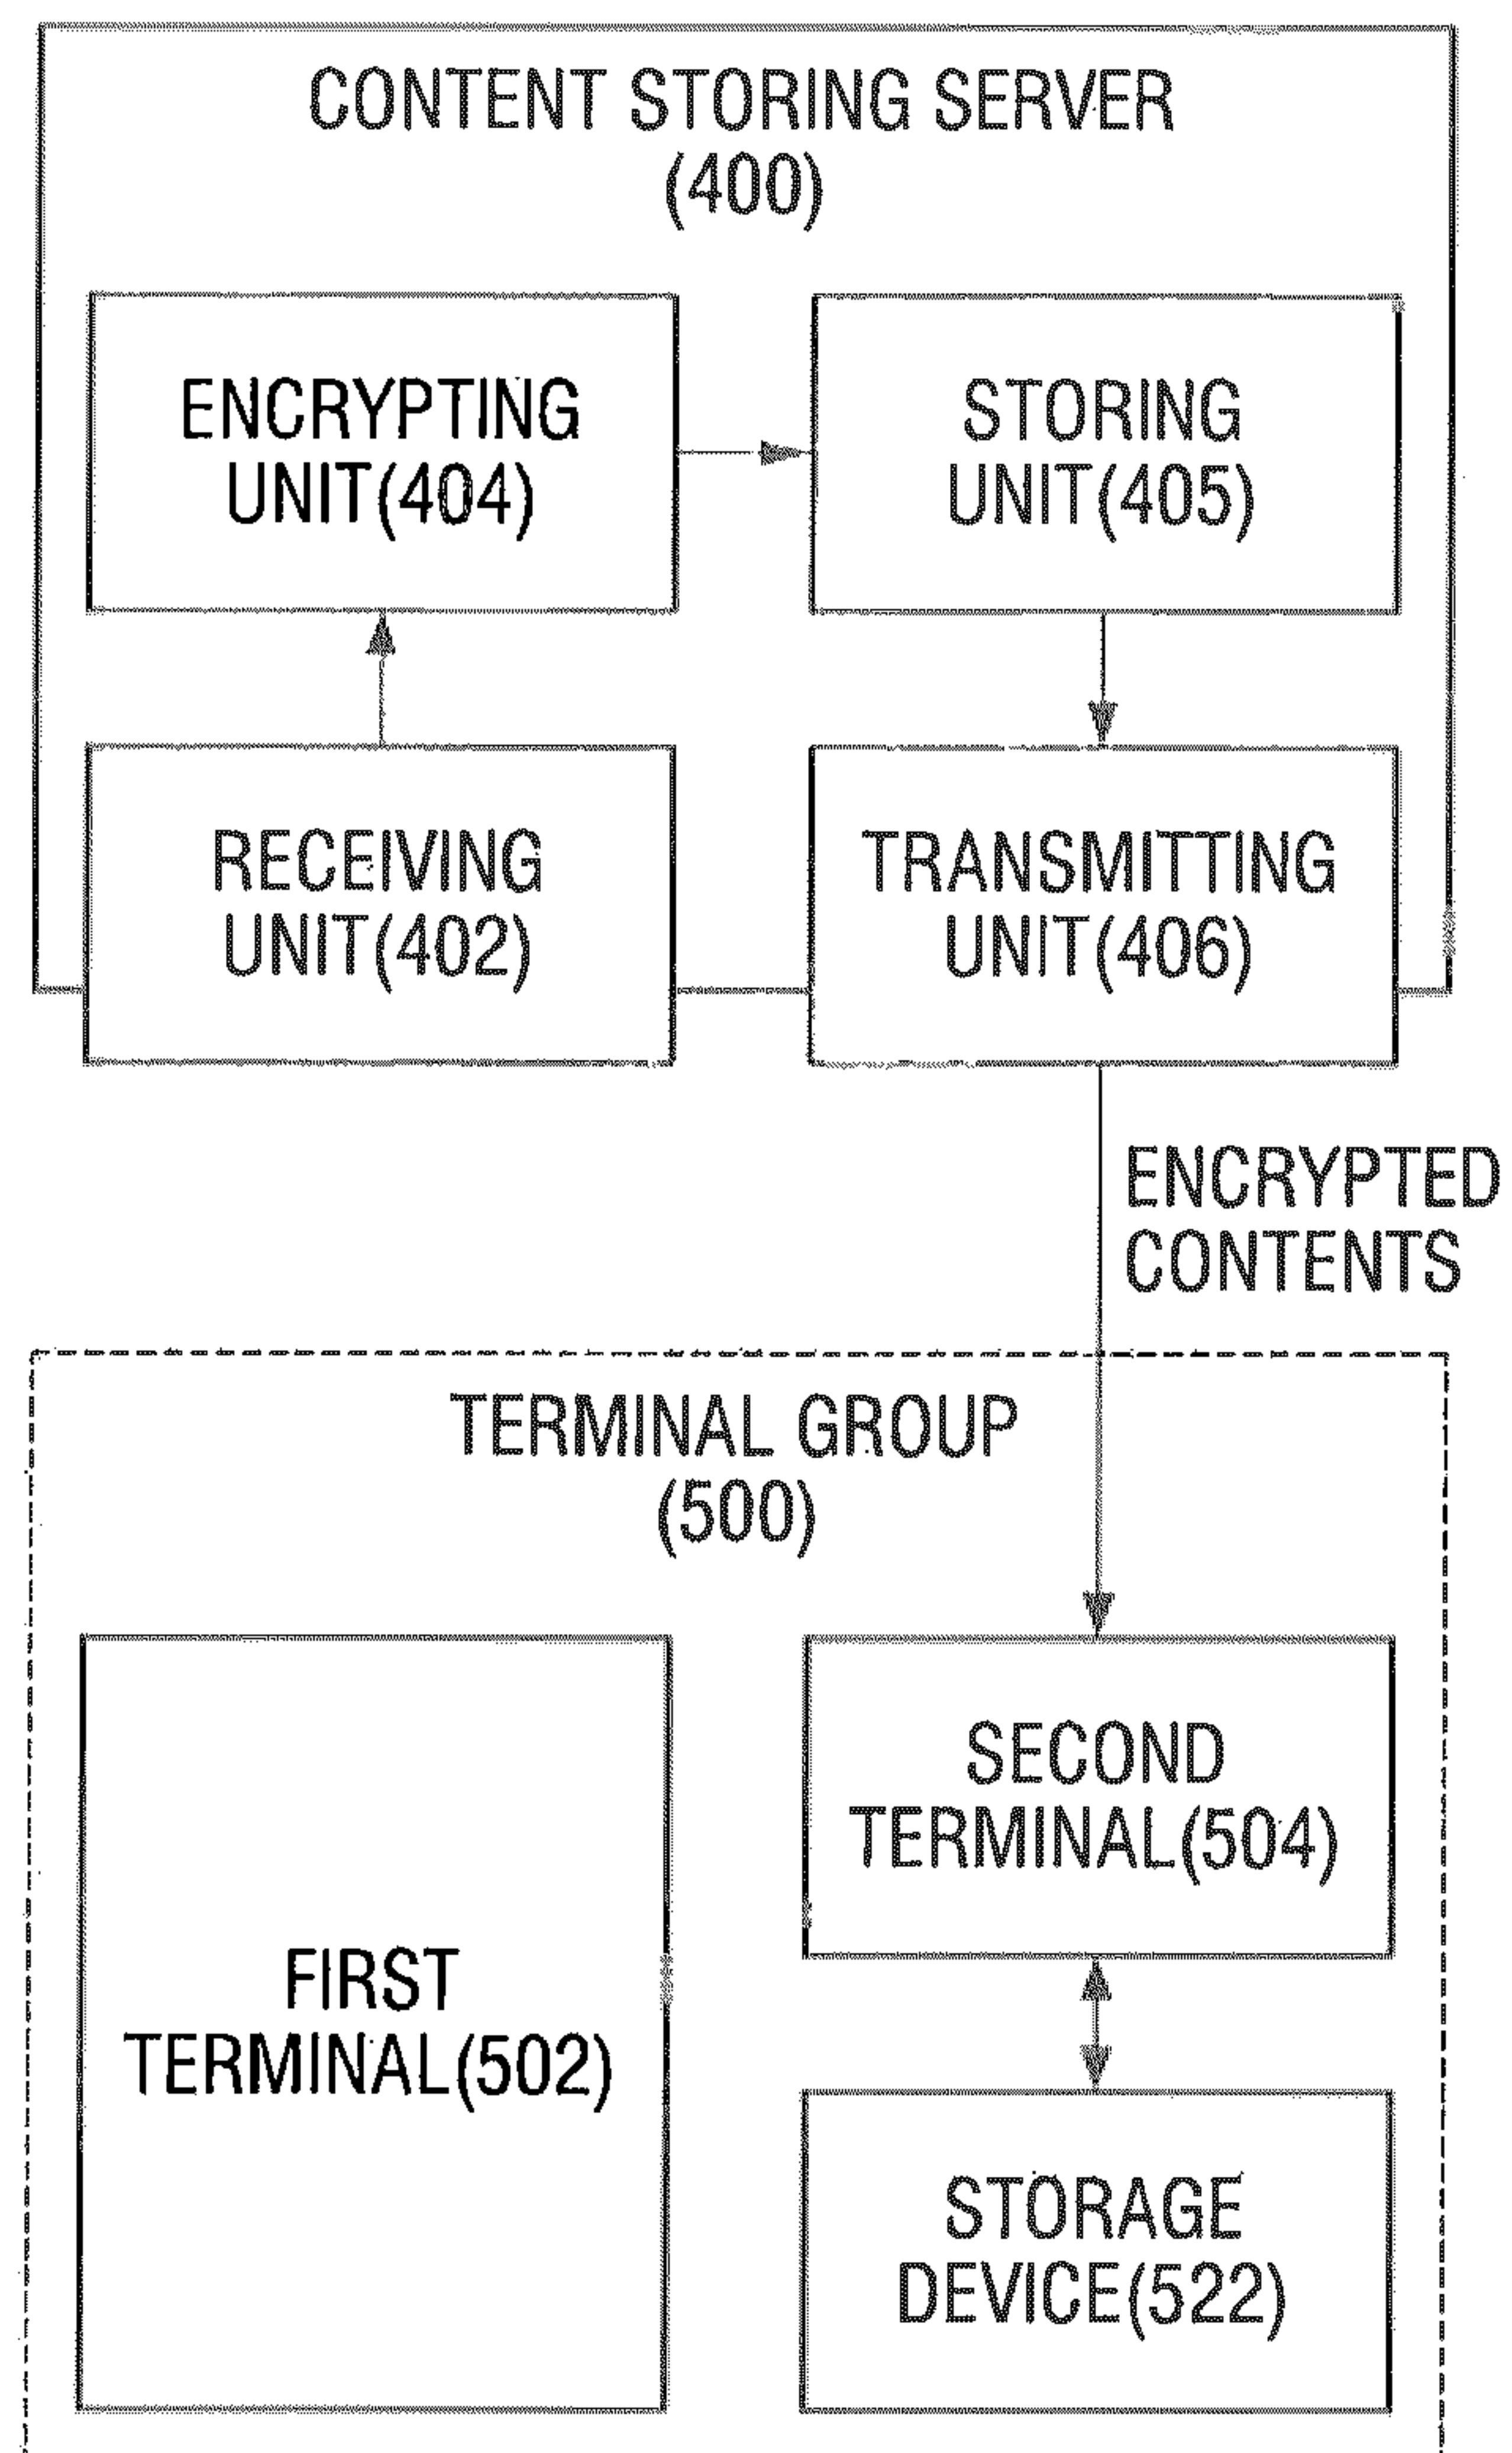 CONTENT STORING SERVER
(400)
ENCRYPTING
UNIT(404)
STORING
UNIT(405)
RECEIVING
UNIT(402)
TRANSMITTING
UNIT(406)
ENCRYPTED
CONTENTS
TERMINAL GROUP
(500)
FIRST
TERMINAL(502)
SECOND
TERMINAL(504)
STORAGE
DEVICE(522)